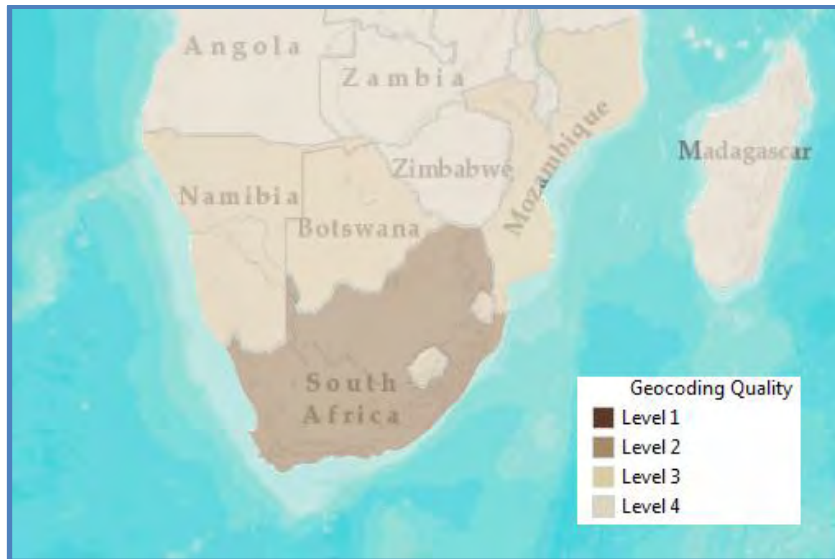 Angola
Zambia
Zimbabwe
Mozambique
Madagascar
Namibia
Botswana
South
Africa
Geocoding Quality
Level 1
Level 2
Level 3
Level 4